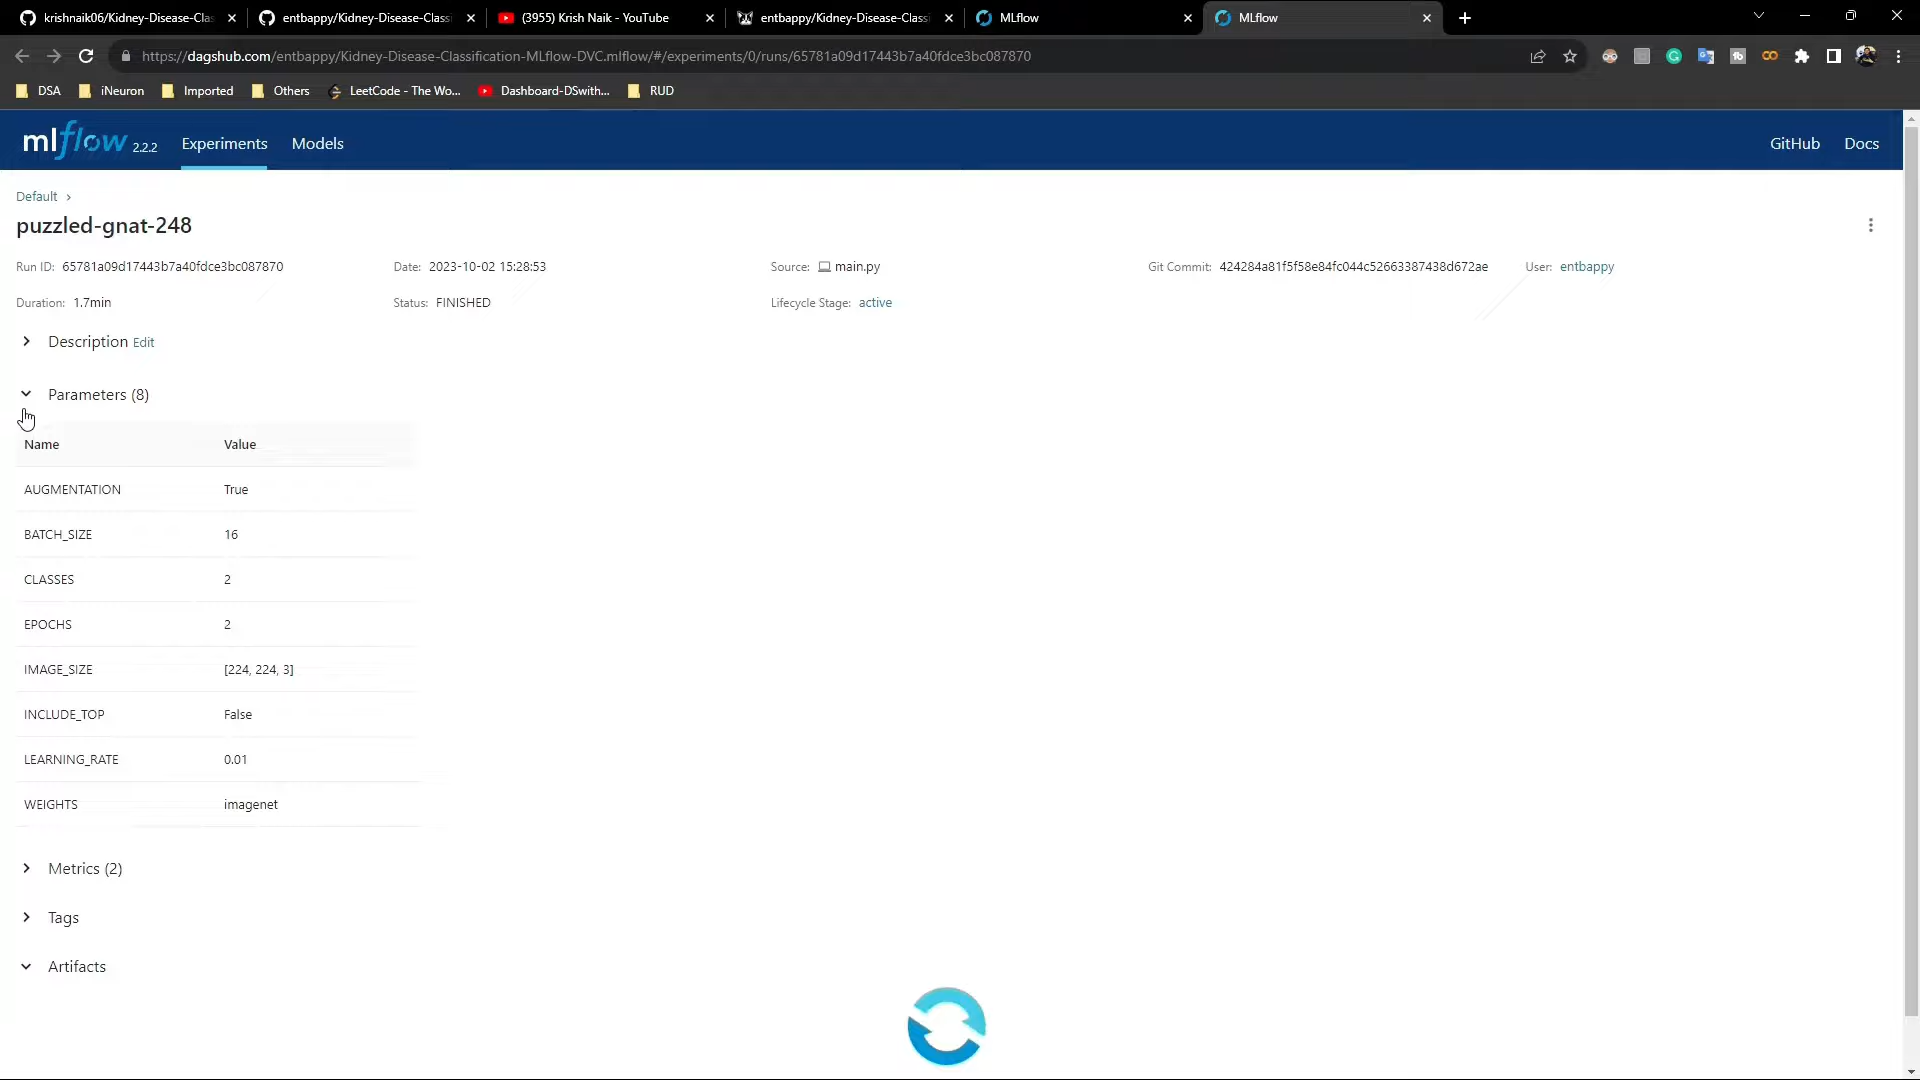 krishnaik06/Kidney-Disease-Clas
entbappy/Kidney-Disease-Classi
(3955) Krish Naik - YouTube
entbappy/Kidney-Disease-Classi
MLflow
MLflow
https://dagshub.com/entbappy/Kidney-Disease-Classification-MLflow-DVC.mlflow/#/experiments/0/runs/65781a09d17443b7a40fdce3bc087870
DSA
iNeuron
Imported
Others
LeetCode - The Wo...
Dashboard-DSwith...
RUD
mlflow 2.2.2
Experiments
Models
GitHub
Docs
Default ›
puzzled-gnat-248
Run ID: 65781a09d17443b7a40fdce3bc087870
Date: 2023-10-02 15:28:53
Source: main.py
Git Commit: 424284a81f5f58e84fc044c52663387438d672ae
User: entbappy
Duration: 1.7min
Status: FINISHED
Lifecycle Stage: active
Description Edit
Parameters (8)
Name Value
AUGMENTATION True
BATCH_SIZE 16
CLASSES 2
EPOCHS 2
IMAGE_SIZE [224, 224, 3]
INCLUDE_TOP False
LEARNING_RATE 0.01
WEIGHTS imagenet
Metrics (2)
Tags
Artifacts